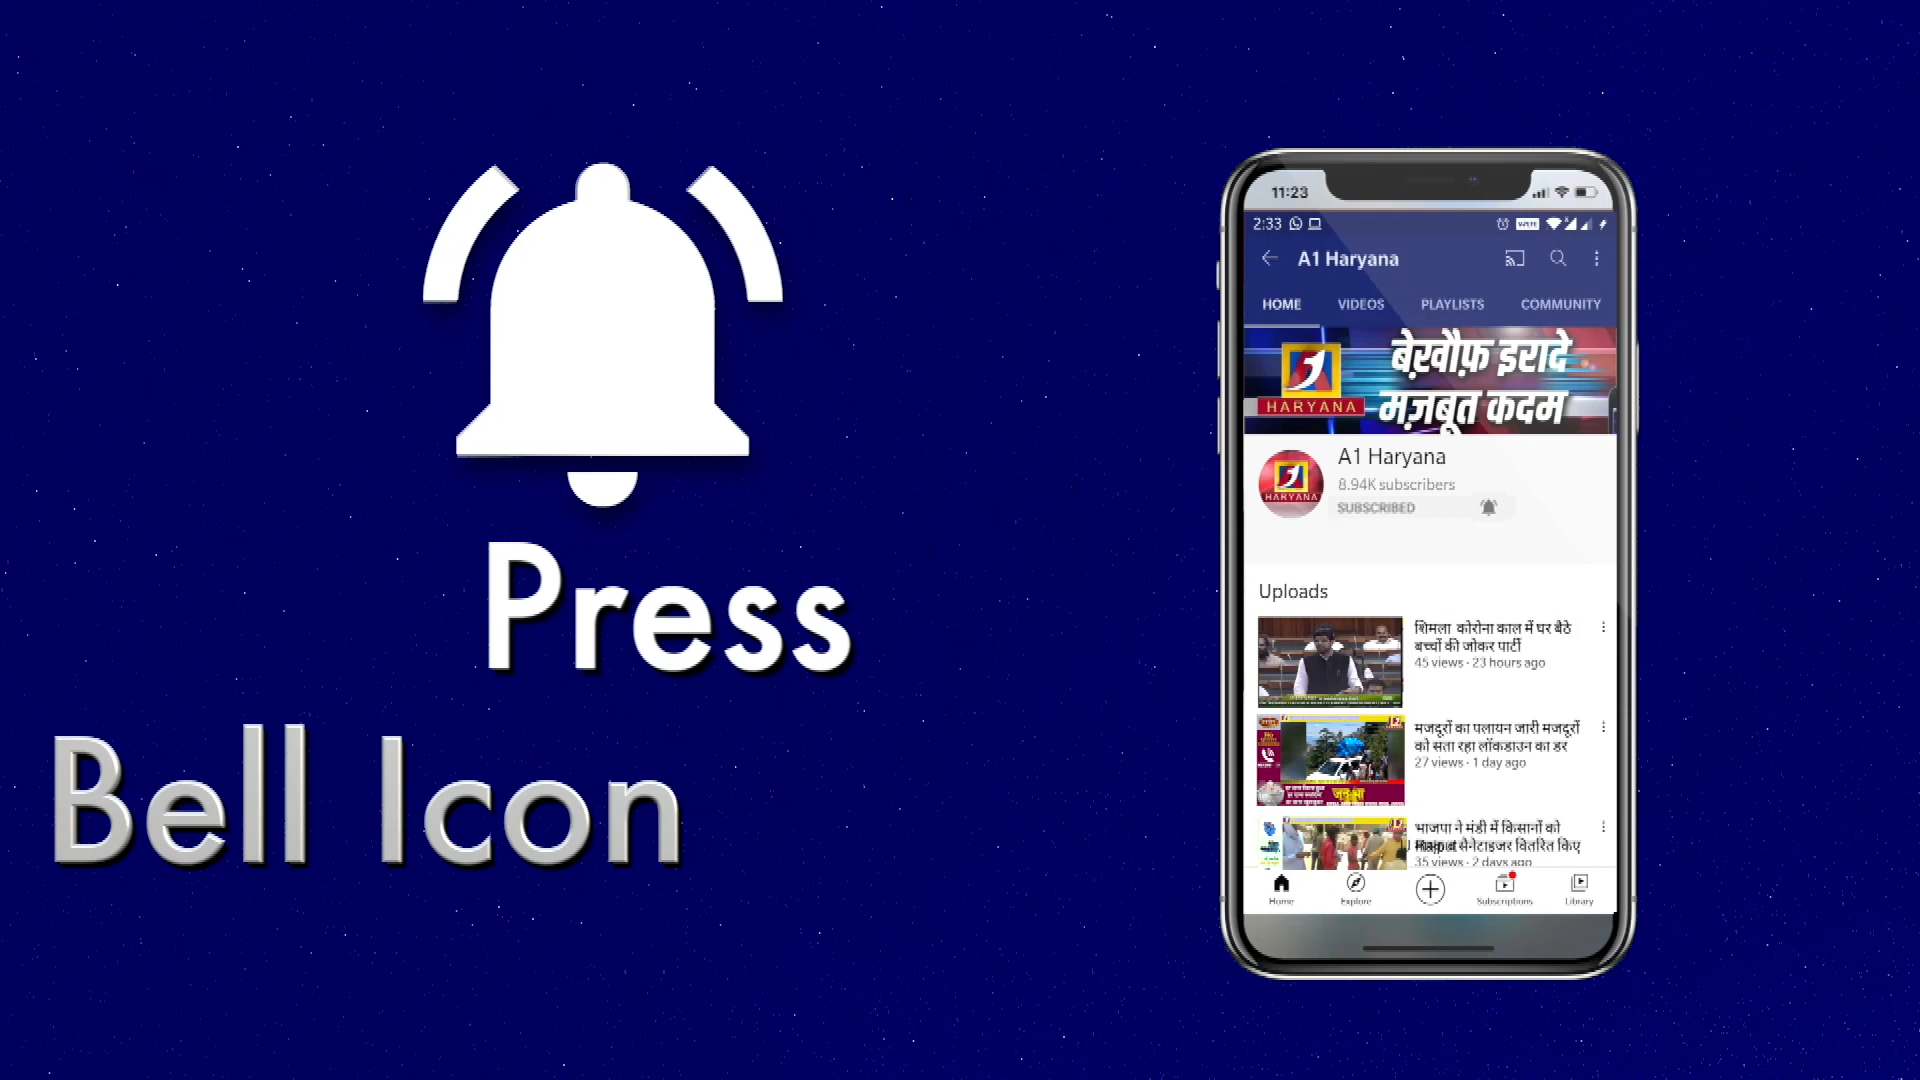 Press
Bell Icon
11:23
2:33
A1 Haryana
HOME VIDEOS PLAYLISTS COMMUNITY
बेख़ौफ़ इरादे
मज़बूत कदम
HARYANA
A1 Haryana
8.94K subscribers
SUBSCRIBED
HARYANA
Uploads
शिमला कोरोना काल में घर बैठे
बच्चों की जोकर पार्टी
45 views · 23 hours ago
मजदूरों का पलायन जारी मजदूरों
को सता रहा लॉकडाउन का डर
27 views · 1 day ago
भाजपा ने मंडी में किसानों को
सेनेटाइजर वितरित किए
35 views · 2 days ago
Home Explore Subscriptions Library